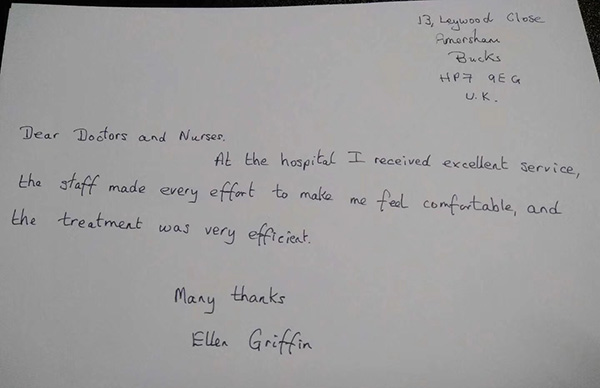 13, Leywood Close
Amersham
Bucks
HP7 9EG
U.K.
Dear Doctors and Nurses.
At the hospital I received excellent service,
the staff made every effort to make me feel comfortable, and
the treatment was very efficient.
Many thanks
Ellen Griffin